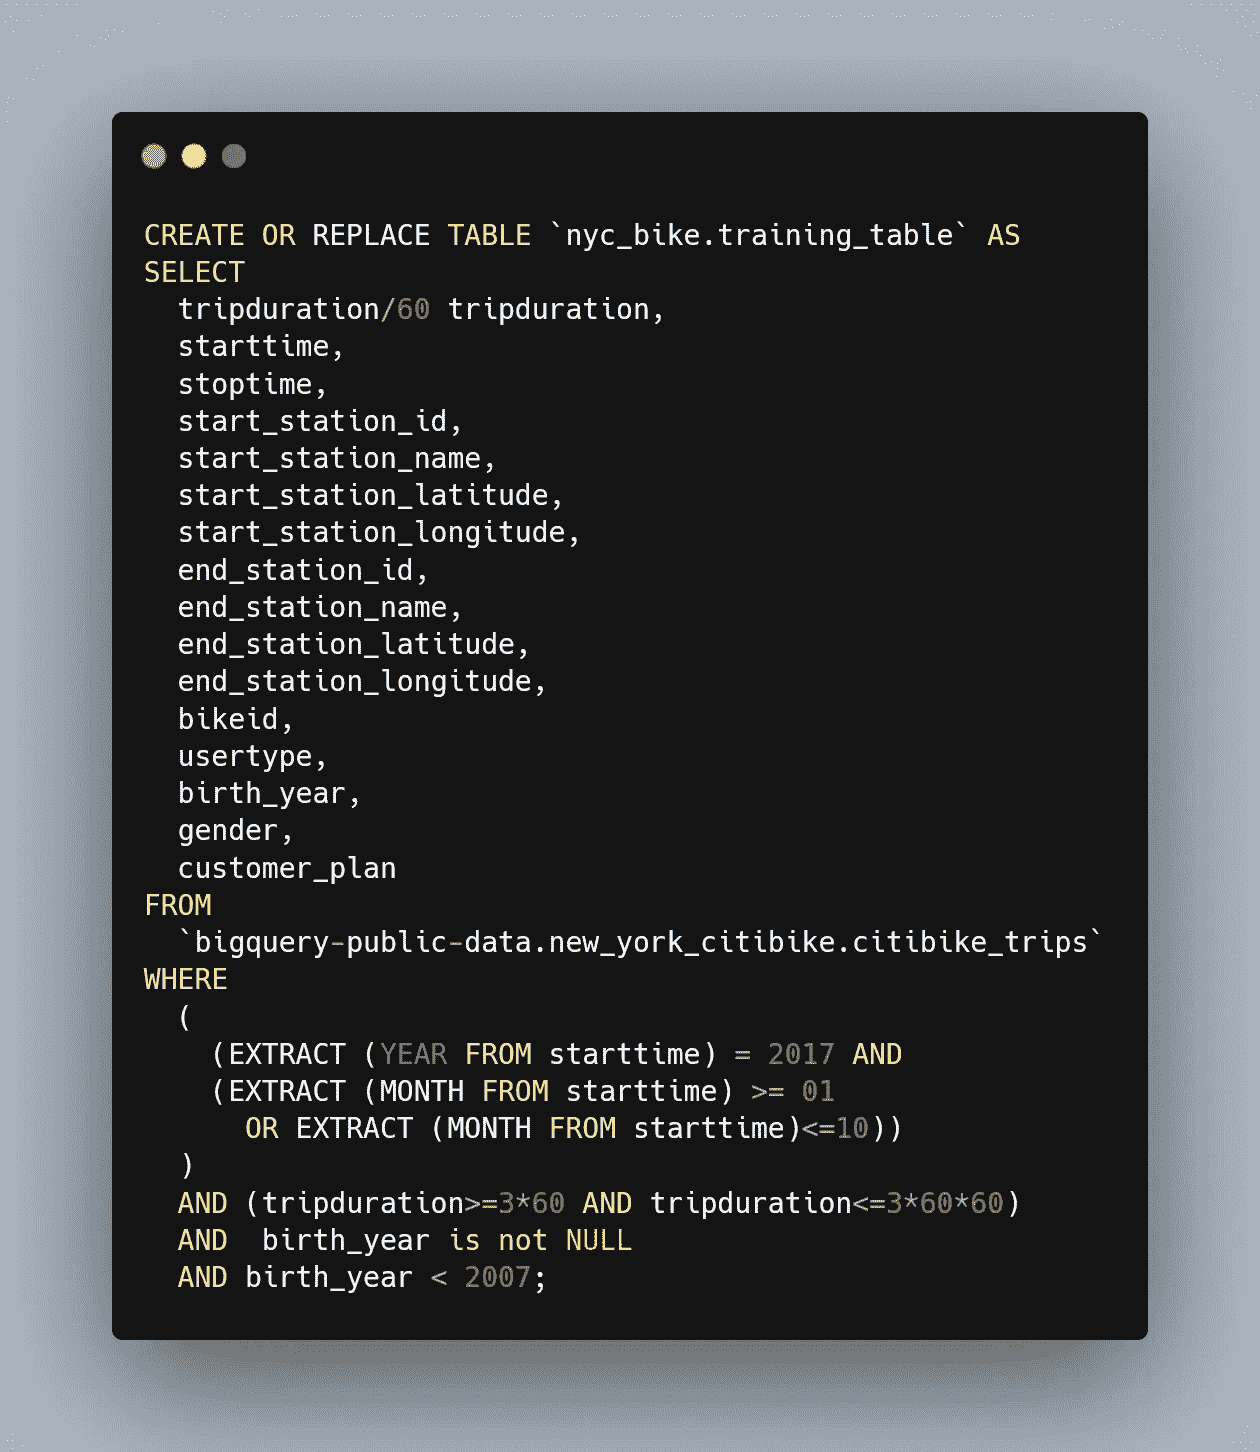 CREATE OR REPLACE TABLE `nyc_bike.training_table` AS
SELECT
  tripduration/60 tripduration,
  starttime,
  stoptime,
  start_station_id,
  start_station_name,
  start_station_latitude,
  start_station_longitude,
  end_station_id,
  end_station_name,
  end_station_latitude,
  end_station_longitude,
  bikeid,
  usertype,
  birth_year,
  gender,
  customer_plan
FROM
  `bigquery-public-data.new_york_citibike.citibike_trips`
WHERE
  (
    (EXTRACT (YEAR FROM starttime) = 2017 AND
    (EXTRACT (MONTH FROM starttime) >= 01
      OR EXTRACT (MONTH FROM starttime)<=10))
  )
  AND (tripduration>=3*60 AND tripduration<=3*60*60)
  AND  birth_year is not NULL
  AND birth_year < 2007;